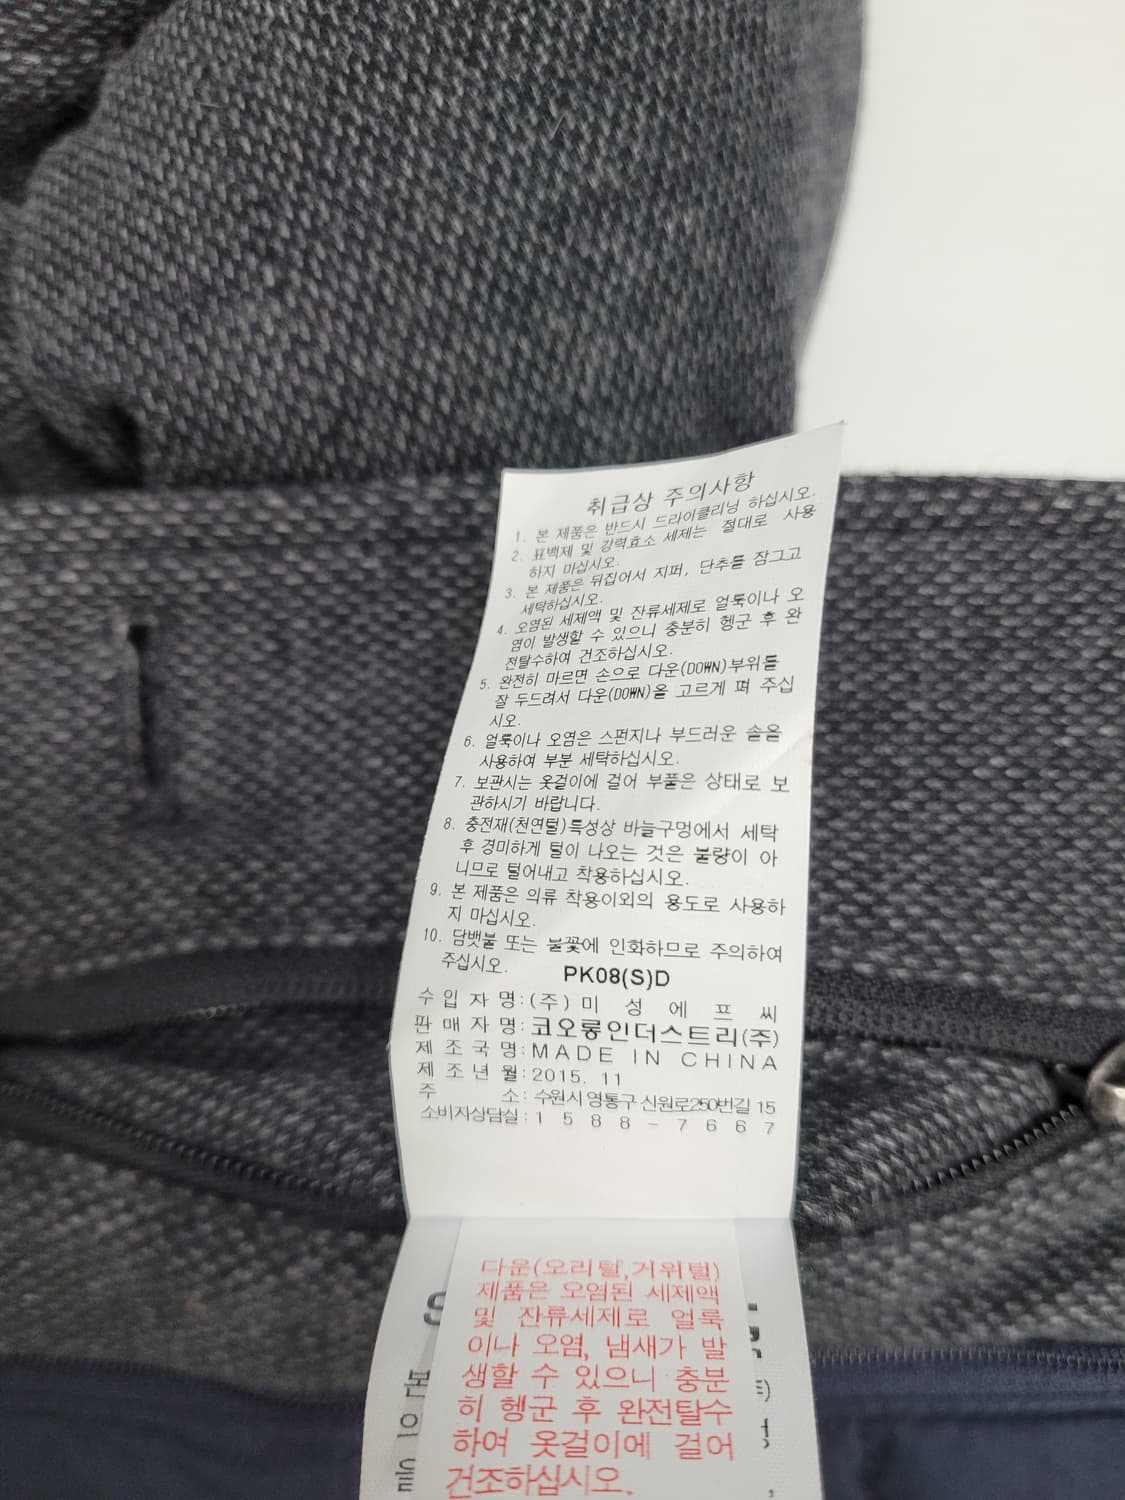 취급상 주의사항
1. 본 제품은 반드시 드라이클리닝 하십시오.
2. 표백제 및 강력효소 세제는 절대로 사용
하지 마십시오.
3. 본 제품은 뒤집어서 지퍼, 단추를 잠그고
세탁하십시오.
4. 오염된 세제액 및 잔류세제로 얼룩이나 오
염이 발생할 수 있으니 충분히 헹군 후 완
전탈수하여 건조하십시오.
5. 완전히 마르면 손으로 다운(DOWN)부위를
잘 두드려서 다운(DOWN)을 고르게 펴 주십
시오.
6. 얼룩이나 오염은 스펀지나 부드러운 솔을
사용하여 부분 세탁하십시오.
7. 보관시는 옷걸이에 걸어 부풀은 상태로 보
관하시기 바랍니다.
8. 충전재(천연털)특성상 바늘구멍에서 세탁
후 경미하게 털이 나오는 것은 불량이 아
니므로 털어내고 착용하십시오.
9. 본 제품은 의류 착용이외의 용도로 사용하
지 마십시오.
10. 담뱃불 또는 불꽃에 인화하므로 주의하여
주십시오.
PK08(S)D
수입자명:(주)미성에프씨
판매자명:코오롱인더스트리(주)
제조국명:MADE IN CHINA
제조년월:2015. 11
주 소:수원시 영통구 신원로250번길 15
소비자상담실:1588-7667
다운(오리털,거위털)
제품은 오염된 세제액
및 잔류세제로 얼룩
이나 오염, 냄새가 발
생할 수 있으니 충분
히 헹군 후 완전탈수
하여 옷걸이에 걸어
건조하십시오.